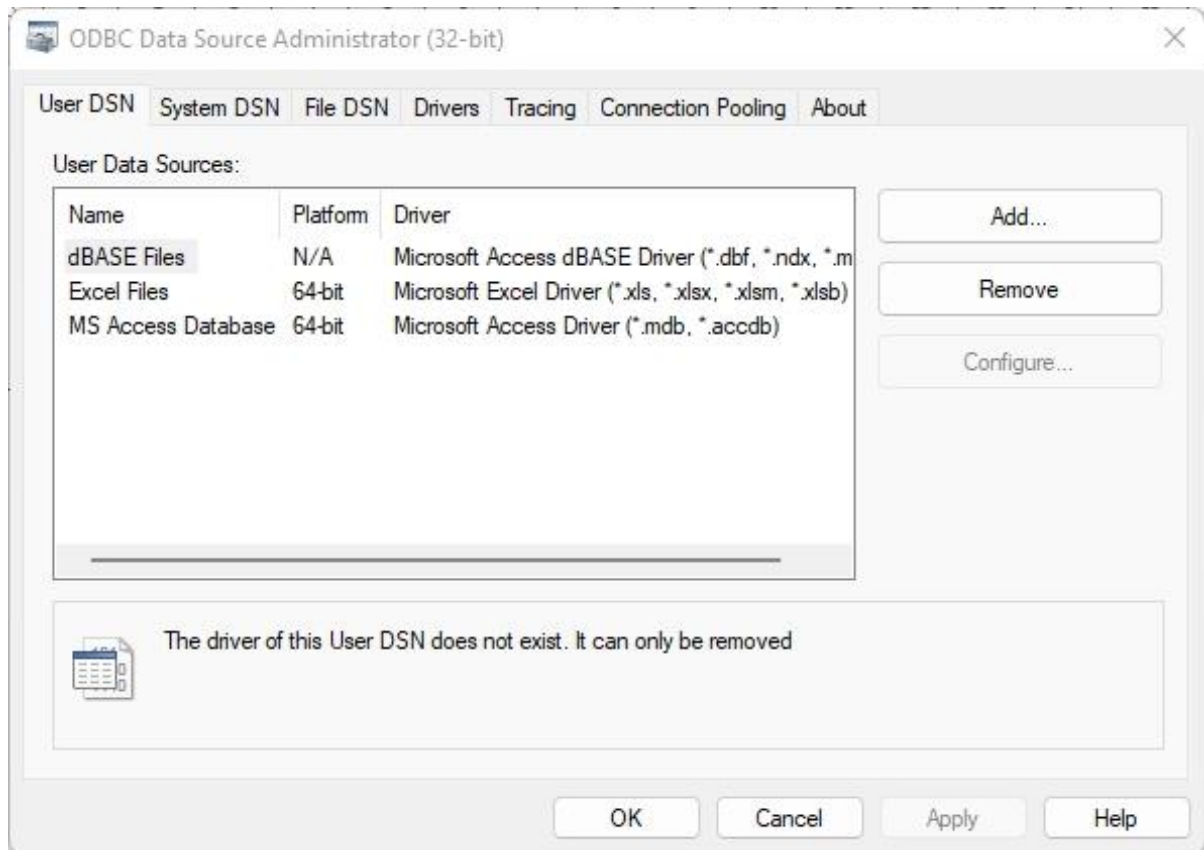 ODBC Data Source Administrator (32-bit)
User DSN System DSN File DSN Drivers Tracing Connection Pooling About
User Data Sources:
Name Platform Driver
dBASE Files N/A Microsoft Access dBASE Driver (*.dbf, *.ndx, *.m
Excel Files 64-bit Microsoft Excel Driver (*.xls, *.xlsx, *.xlsm, *.xlsb)
MS Access Database 64-bit Microsoft Access Driver (*.mdb, *.accdb)
Add...
Remove
Configure...
The driver of this User DSN does not exist. It can only be removed
OK Cancel Apply Help